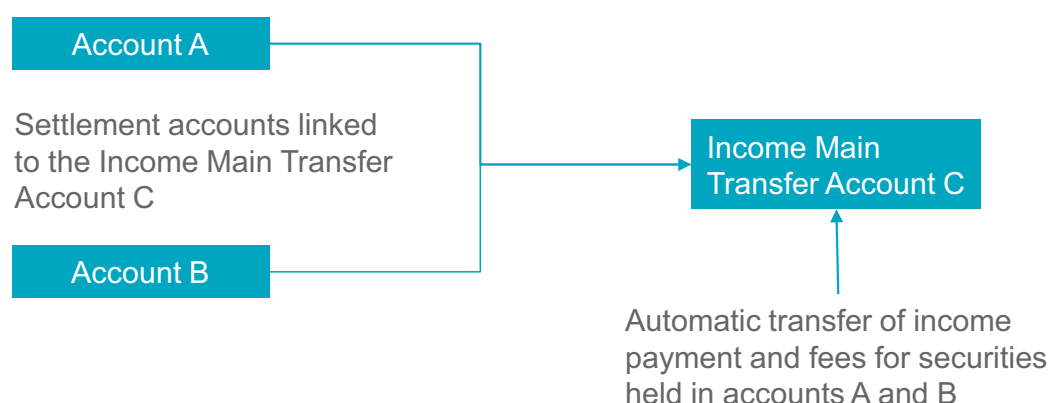 Account A
Settlement accounts linked
to the Income Main Transfer
Account C
Account B
Income Main
Transfer Account C
Automatic transfer of income
payment and fees for securities
held in accounts A and B